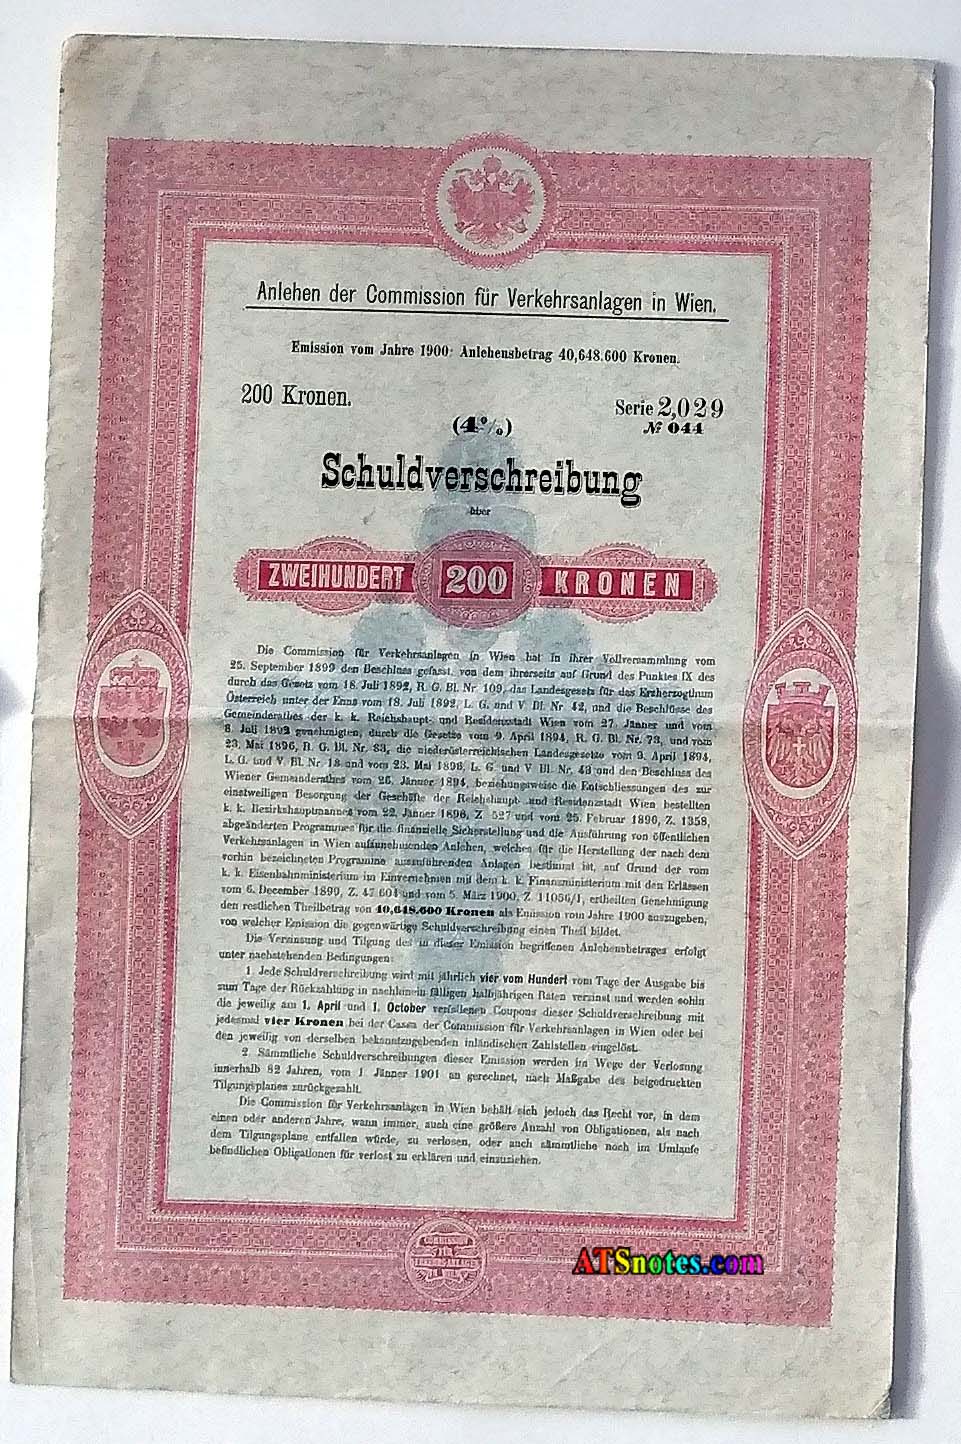 Anlehen der Commission für Verkehrsanlagen in Wien.
Emission vom Jahre 1900: Anlehensbetrag 40,648.600 Kronen.
200 Kronen.
Serie 2,029
№ 044
(4%)
Schuldverschreibung
über
ZWEIHUNDERT 200 KRONEN
Die Commission für Verkehrsanlagen in Wien hat in ihrer Vollversammlung vom
25. September 1899 den Beschluss gefasst, von dem ihrerseits auf Grund des Punktes IX des
durch das Gesetz vom 18. Juli 1892, R. G. Bl. Nr. 109, das Landesgesetz für das Erzherzogthum
Österreich unter der Enns vom 18. Juli 1892, L. G. und V. Bl. Nr. 42, und die Beschlüsse des
Gemeinderathes der k. k. Reichshaupt- und Residenzstadt Wien vom 27. Jänner und vom
8. Juli 1892 genehmigten, durch die Gesetze vom 9. April 1894, R. G. Bl. Nr. 73, und vom
23. Mai 1896, R. G. Bl. Nr. 83, die niederösterreichischen Landesgesetze vom 9. April 1894,
L. G. und V. Bl. Nr. 18 und vom 23. Mai 1896, L. G. und V. Bl. Nr. 43 und den Beschluss des
Wiener Gemeinderathes vom 26. Jänner 1894, beziehungsweise die Entschliessungen des zur
einstweiligen Besorgung der Geschäfte der Reichshaupt- und Residenzstadt Wien bestellten
k. k. Bezirkshauptmannes vom 22. Jänner 1896, Z. 527 und vom 25. Februar 1896, Z. 1358,
abgeänderten Programmes für die finanzielle Sicherstellung und die Ausführung von öffentlichen
Verkehrsanlagen in Wien aufzunehmenden Anlehen, welches für die Herstellung der nach dem
vorhin bezeichneten Programme auszuführenden Anlagen bestimmt ist, auf Grund der vom
k. k. Eisenbahnministerium im Einvernehmen mit dem k. k. Finanzministerium mit den Erlässen
vom 6. December 1899, Z. 47.604 und vom 5. März 1900, Z. 11056/1, ertheilten Genehmigung
den restlichen Theilbetrag von 40,648.600 Kronen als Emission vom Jahre 1900 auszugeben,
von welcher Emission die gegenwärtige Schuldverschreibung einen Theil bildet.
Die Verzinsung und Tilgung des in dieser Emission begriffenen Anlehensbetrages erfolgt
unter nachstehenden Bedingungen:
1. Jede Schuldverschreibung wird mit jährlich vier vom Hundert vom Tage der Ausgabe bis
zum Tage der Rückzahlung in nachhinein fälligen halbjährigen Raten verzinst und werden sohin
die jeweilig am 1. April und 1. October verfallenen Coupons dieser Schuldverschreibung mit
jedesmal vier Kronen bei der Cassa der Commission für Verkehrsanlagen in Wien oder bei
den jeweilig von derselben bekanntzugebenden inländischen Zahlstellen eingelöst.
2. Sämmtliche Schuldverschreibungen dieser Emission werden im Wege der Verlosung
innerhalb 82 Jahren, vom 1. Jänner 1901 an gerechnet, nach Maßgabe des beigedruckten
Tilgungsplanes zurückgezahlt.
Die Commission für Verkehrsanlagen in Wien behält sich jedoch das Recht vor, in dem
einen oder anderen Jahre, wann immer, auch eine größere Anzahl von Obligationen, als nach
dem Tilgungsplane entfallen würde, zu verlosen, oder auch sämmtliche noch im Umlaufe
befindlichen Obligationen für verlost zu erklären und einzuziehen.
COMMISSION
FÜR
VERKEHRS-ANLAGEN
IN WIEN
ATSnotes.com